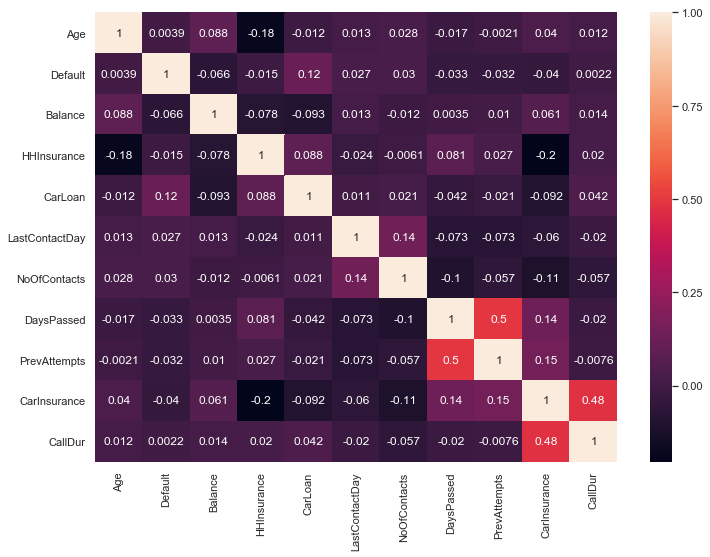 Age 1 0.0039 0.088 -0.18 -0.012 0.013 0.028 -0.017 -0.0021 0.04 0.012
Default 0.0039 1 -0.066 -0.015 0.12 0.027 0.03 -0.033 -0.032 -0.04 0.0022
Balance 0.088 -0.066 1 -0.078 -0.093 0.013 -0.012 0.0035 0.01 0.061 0.014
HHInsurance -0.18 -0.015 -0.078 1 0.088 -0.024 -0.0061 0.081 0.027 -0.2 0.02
CarLoan -0.012 0.12 -0.093 0.088 1 0.011 0.021 -0.042 -0.021 -0.092 0.042
LastContactDay 0.013 0.027 0.013 -0.024 0.011 1 0.14 -0.073 -0.073 -0.06 -0.02
NoOfContacts 0.028 0.03 -0.012 -0.0061 0.021 0.14 1 -0.1 -0.057 -0.11 -0.057
DaysPassed -0.017 -0.033 0.0035 0.081 -0.042 -0.073 -0.1 1 0.5 0.14 -0.02
PrevAttempts -0.0021 -0.032 0.01 0.027 -0.021 -0.073 -0.057 0.5 1 0.15 -0.0076
CarInsurance 0.04 -0.04 0.061 -0.2 -0.092 -0.06 -0.11 0.14 0.15 1 0.48
CallDur 0.012 0.0022 0.014 0.02 0.042 -0.02 -0.057 -0.02 -0.0076 0.48 1
Age
Default
Balance
HHInsurance
CarLoan
LastContactDay
NoOfContacts
DaysPassed
PrevAttempts
CarInsurance
CallDur
1.00
0.75
0.50
0.25
0.00